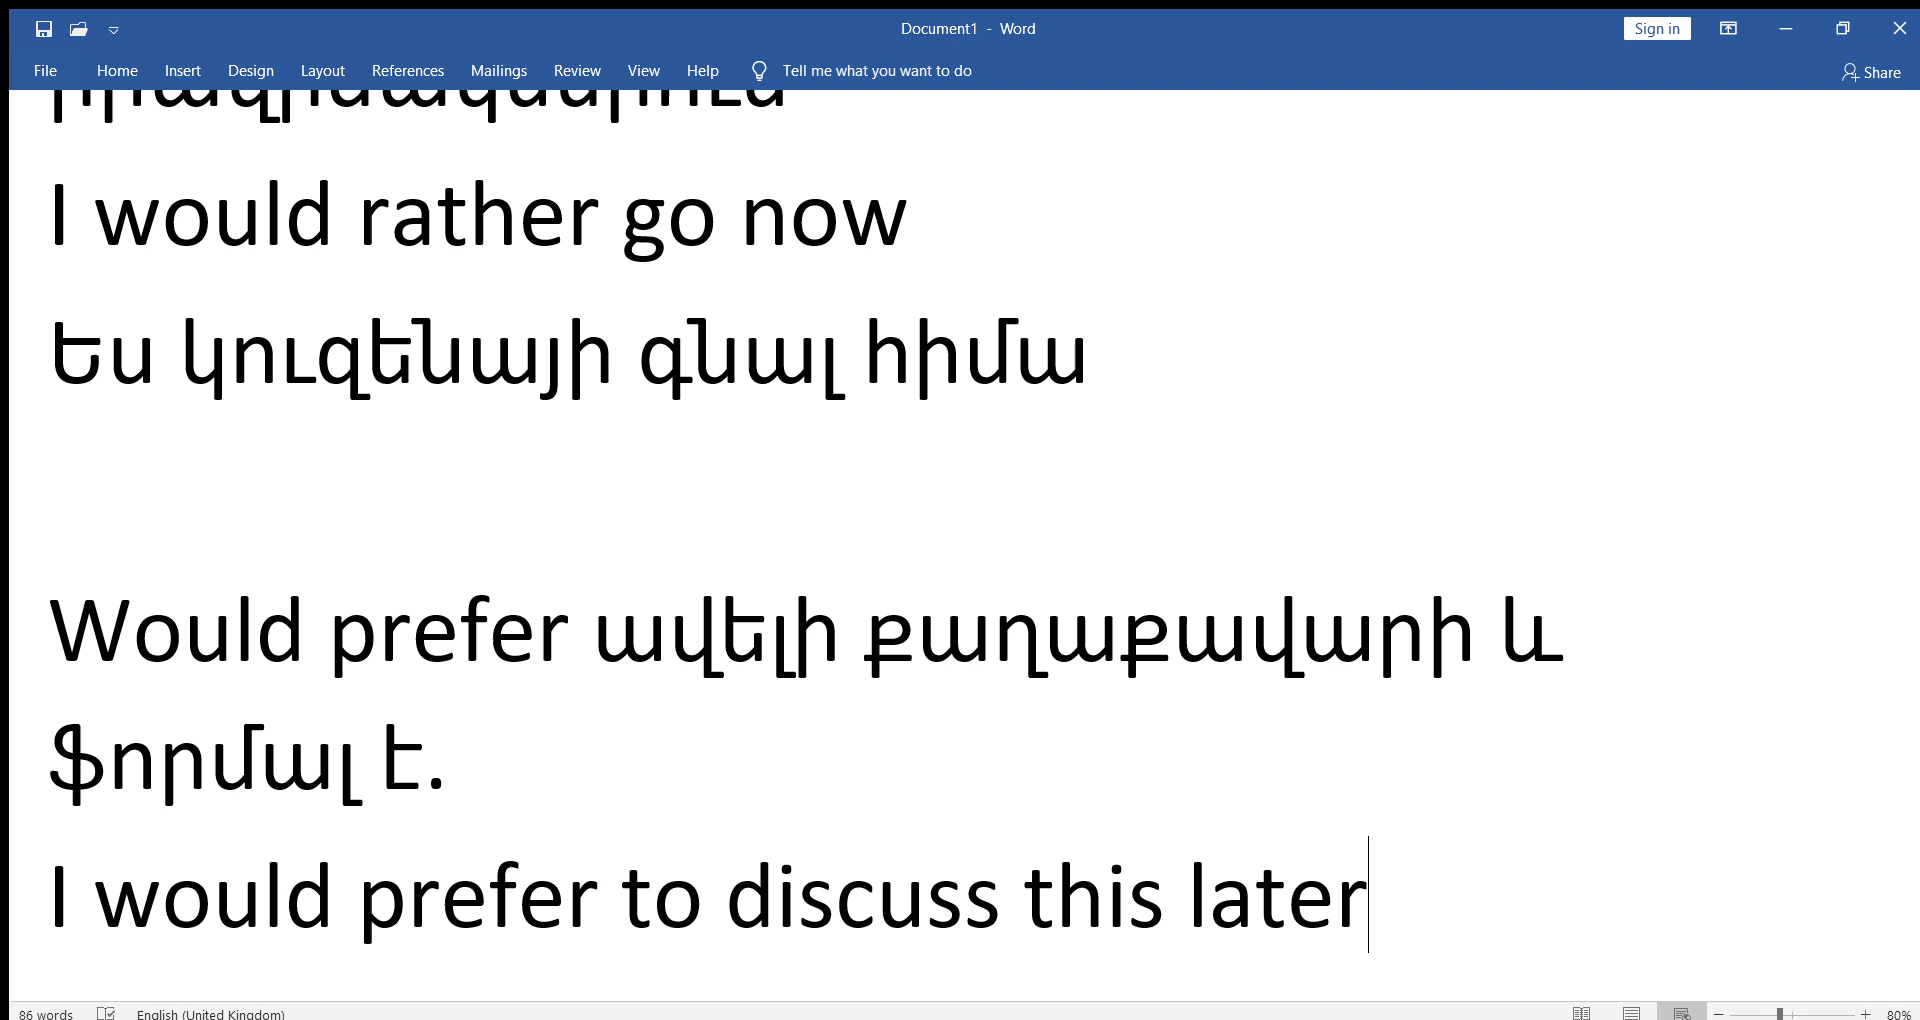 Document1 - Word
Sign in
File Home Insert Design Layout References Mailings Review View Help Tell me what you want to do
Share
I would rather go now
Ես կուզենայի գնալ հիմա
Would prefer ավելի քաղաքավարի և
ֆորմալ է.
I would prefer to discuss this later
86 words English (United Kingdom) 80%